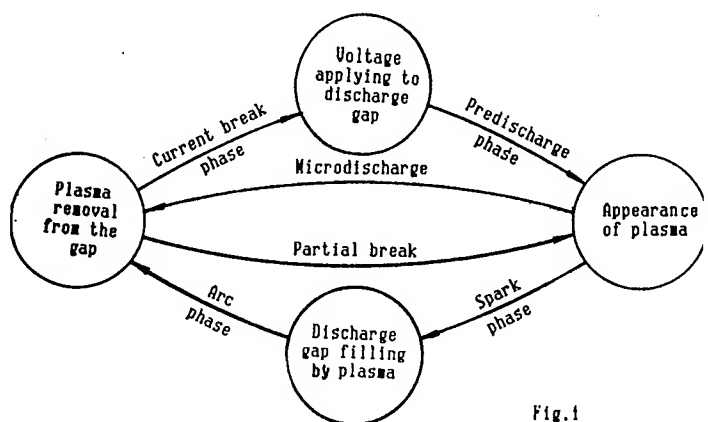 Voltage
applying to
discharge
gap
Current break
phase
Predischarge
phase
Microdischarge
Plasma
removal
from the
gap
Appearance
of plasma
Partial break
Arc
phase
Spark
phase
Discharge
gap filling
by plasma
Fig.1